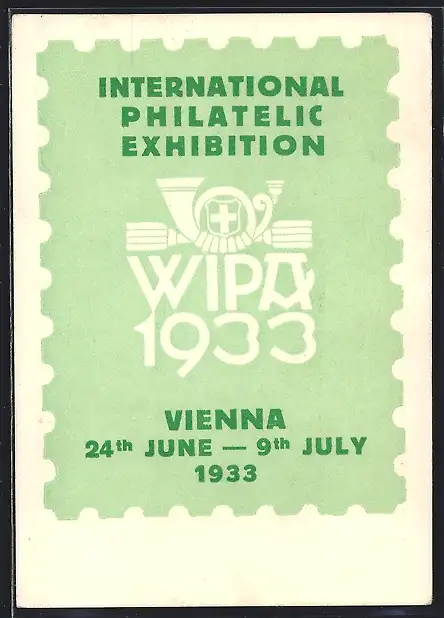 INTERNATIONAL
PHILATELIC
EXHIBITION
WIPA
1933
VIENNA
24th JUNE — 9th JULY
1933